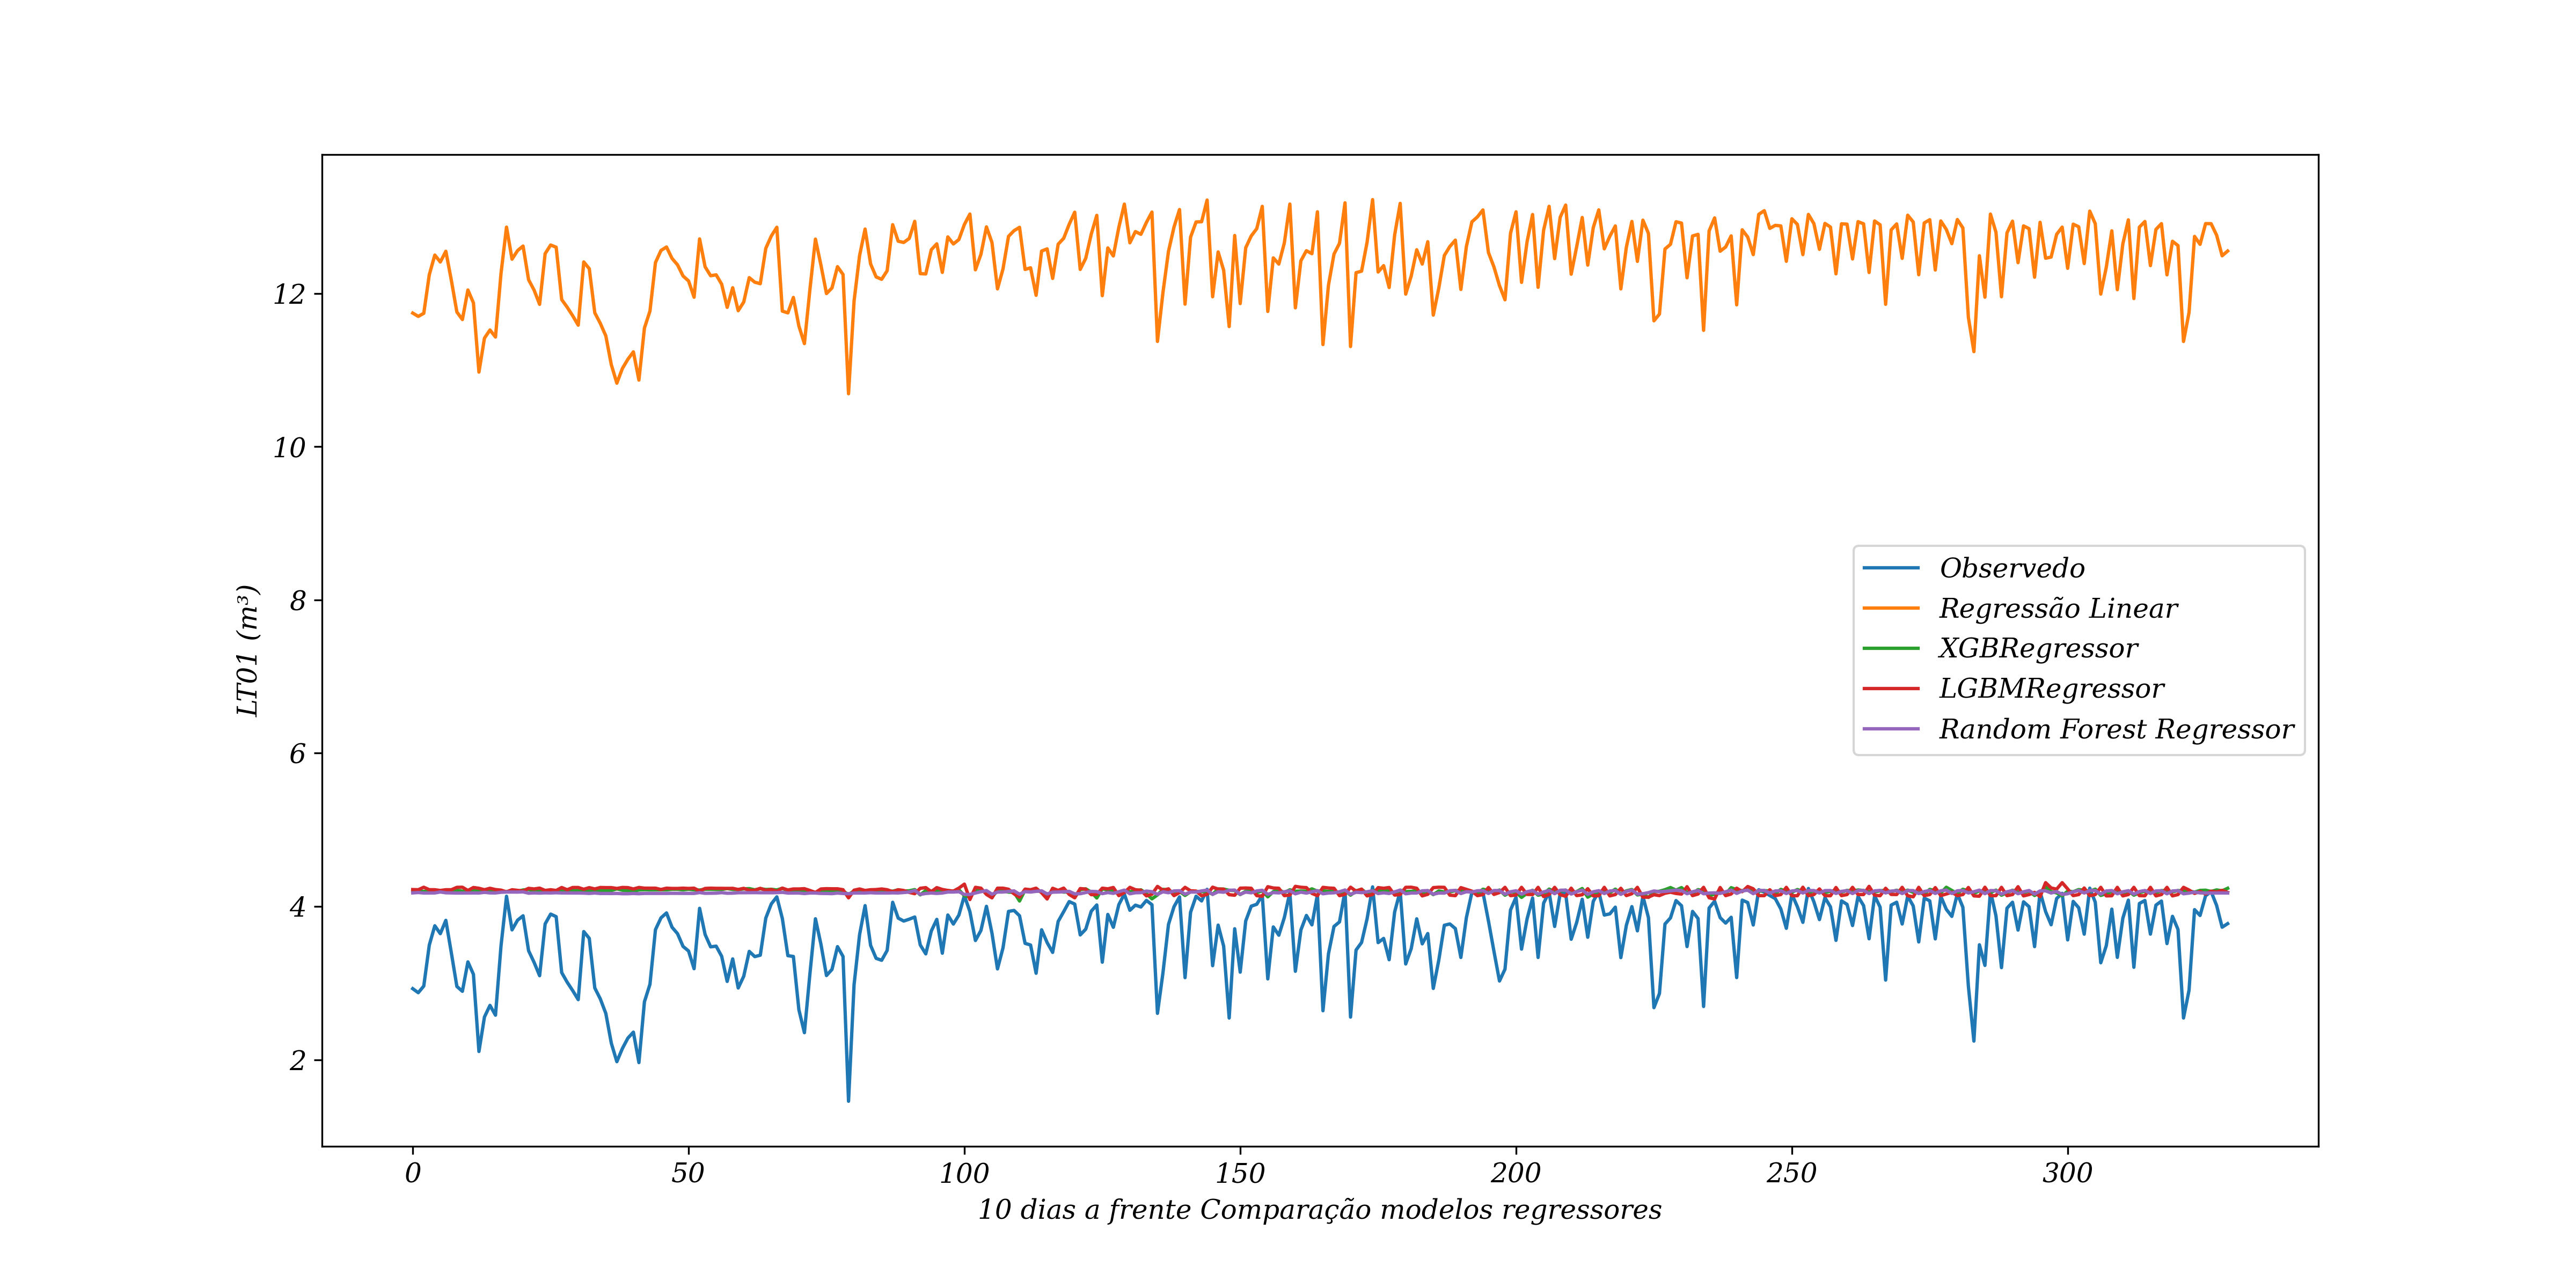 12
10
8
6
4
2
LT01 (m³)
Observedo
Regressão Linear
XGBRegressor
LGBMRegressor
Random Forest Regressor
0 50 100 150 200 250 300
10 dias a frente Comparação modelos regressores